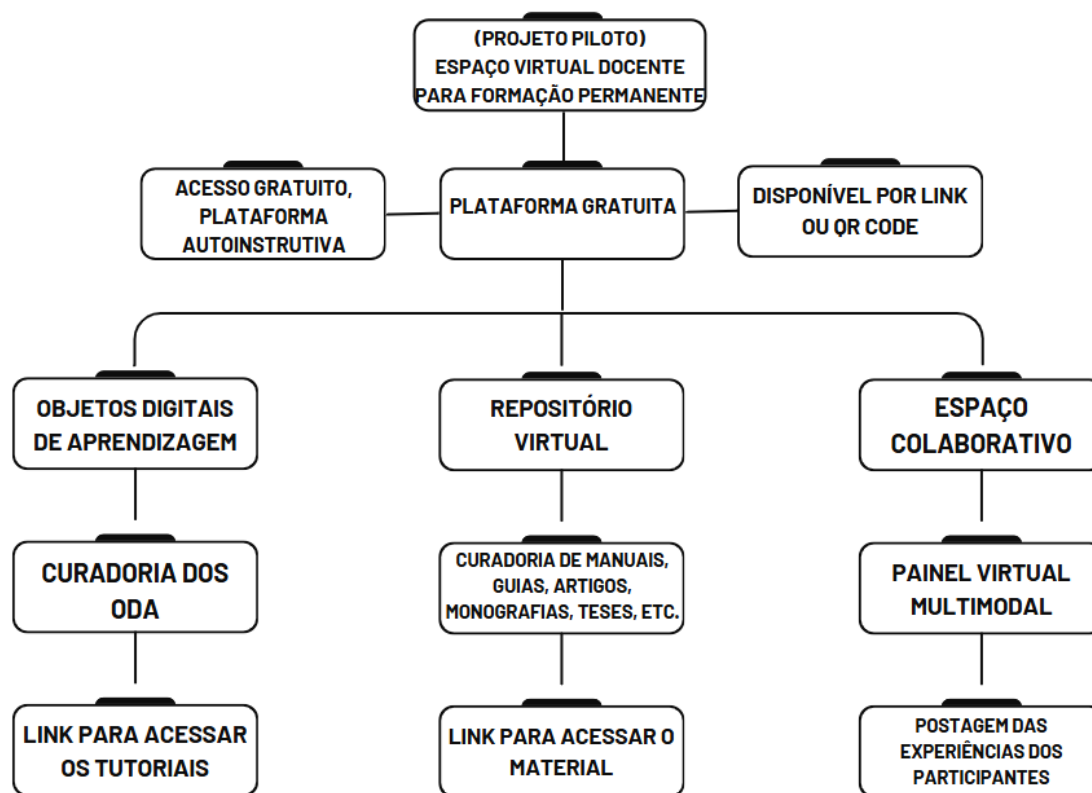 (PROJETO PILOTO)
ESPAÇO VIRTUAL DOCENTE
PARA FORMAÇÃO PERMANENTE
ACESSO GRATUITO,
PLATAFORMA
AUTOINSTRUTIVA
PLATAFORMA GRATUITA
DISPONÍVEL POR LINK
OU QR CODE
OBJETOS DIGITAIS
DE APRENDIZAGEM
REPOSITÓRIO
VIRTUAL
ESPAÇO
COLABORATIVO
CURADORIA DOS
ODA
CURADORIA DE MANUAIS,
GUIAS, ARTIGOS,
MONOGRAFIAS, TESES, ETC.
PAINEL VIRTUAL
MULTIMODAL
LINK PARA ACESSAR
OS TUTORIAIS
LINK PARA ACESSAR O
MATERIAL
POSTAGEM DAS
EXPERIÊNCIAS DOS
PARTICIPANTES